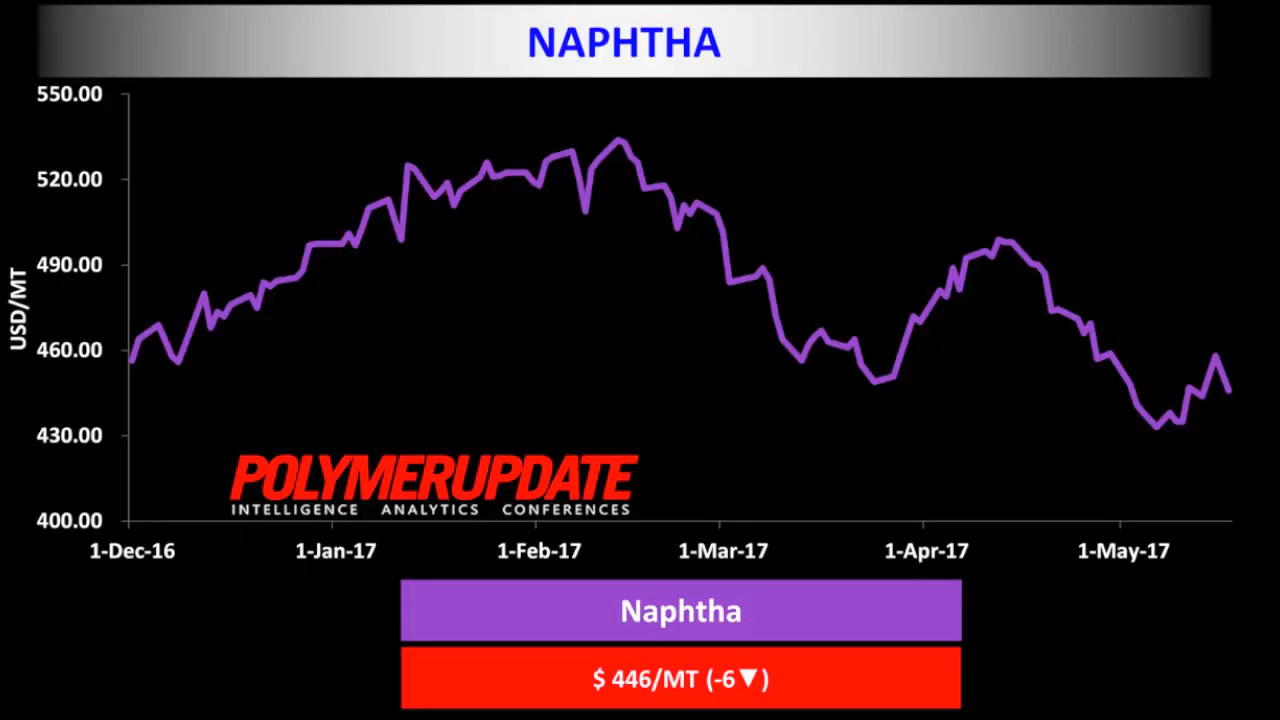 NAPHTHA
550.00
520.00
490.00
460.00
430.00
400.00
USD/MT
POLYMERUPDATE
INTELLIGENCE ANALYTICS CONFERENCES
1-Dec-16 1-Jan-17 1-Feb-17 1-Mar-17 1-Apr-17 1-May-17
Naphtha
$ 446/MT (-6▼)